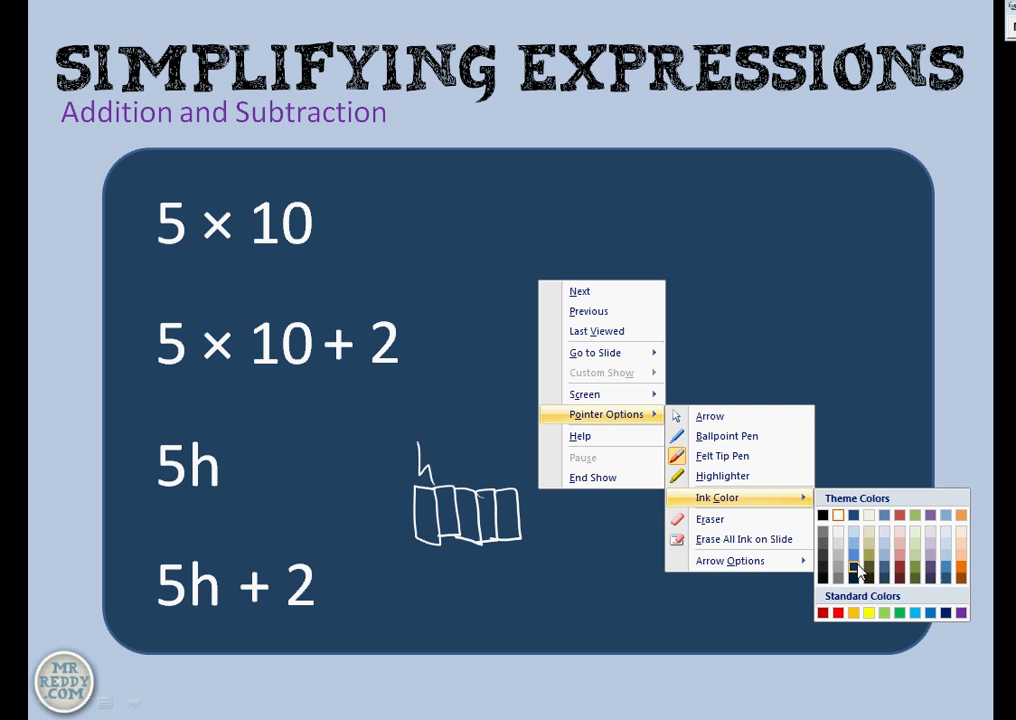 SIMPLIFYING EXPRESSIONS
Addition and Subtraction
5 × 10
5 × 10 + 2
5h
h
5h + 2
Next
Previous
Last Viewed
Go to Slide
Custom Show
Screen
Pointer Options
Help
Pause
End Show
Arrow
Ballpoint Pen
Felt Tip Pen
Highlighter
Ink Color
Eraser
Erase All Ink on Slide
Arrow Options
Theme Colors
Standard Colors
MR
REDDY
.COM